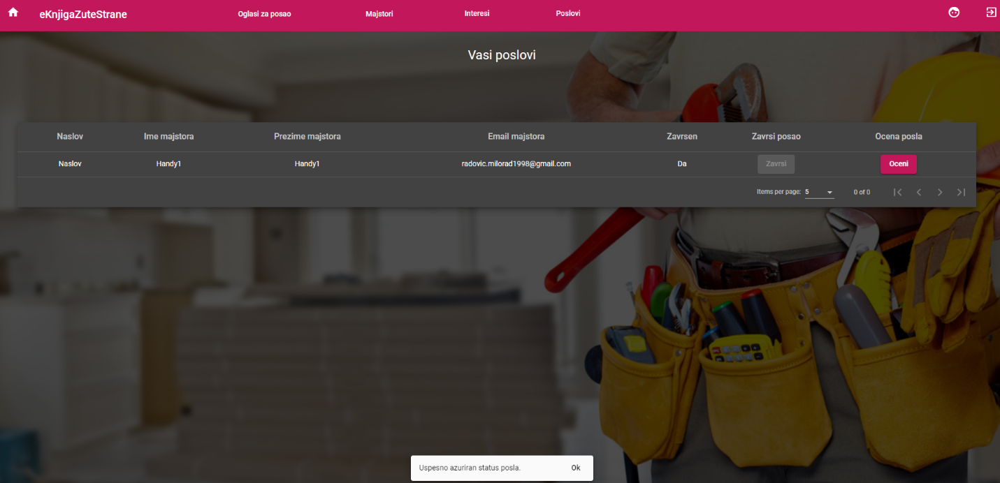 eKnjigaZuteStrane Oglasi za posao Majstori Interesi Poslovi
Vasi poslovi
Naslov Ime majstora Prezime majstora Email majstora Zavrsen Zavrsi posao Ocena posla
Naslov Handy1 Handy1 radovic.milorad1998@gmail.com Da Zavrsi Oceni
Items per page: 5 0 of 0
Uspesno azuriran status posla. Ok